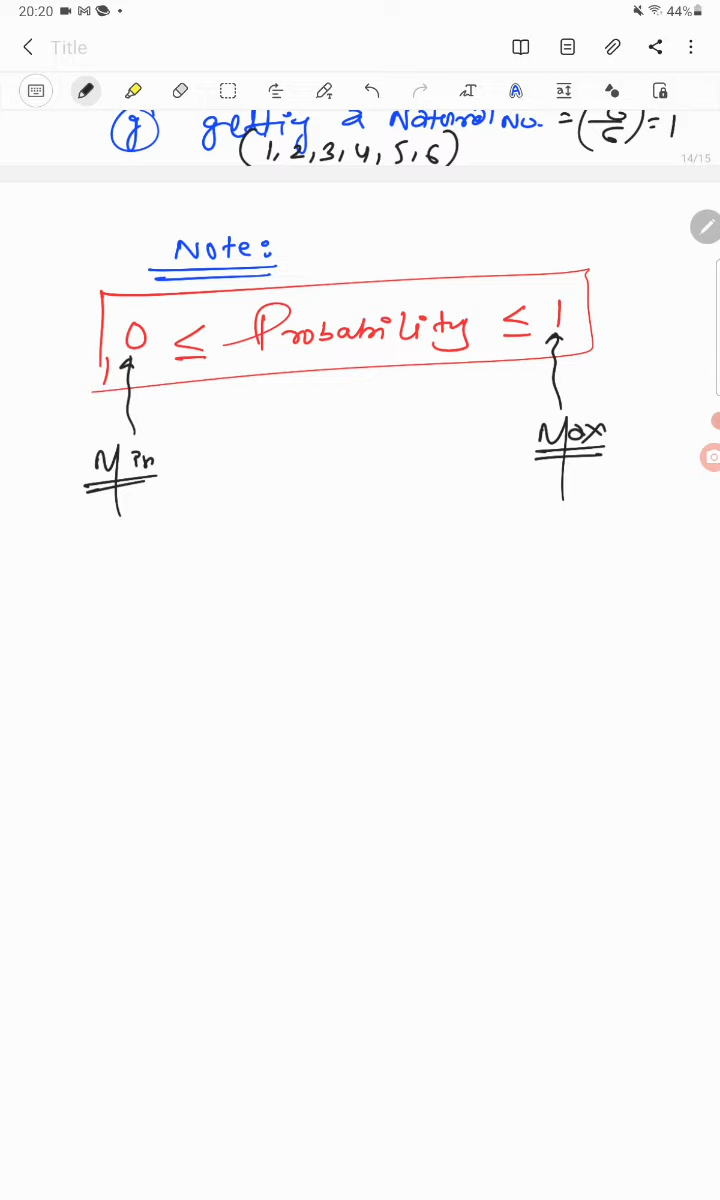 20:20 44%
Title
(g) getting a Natural No. = (6/6) = 1
(1, 2, 3, 4, 5, 6)
14/15
Note:
0 ≤ Probability ≤ 1
Min Max